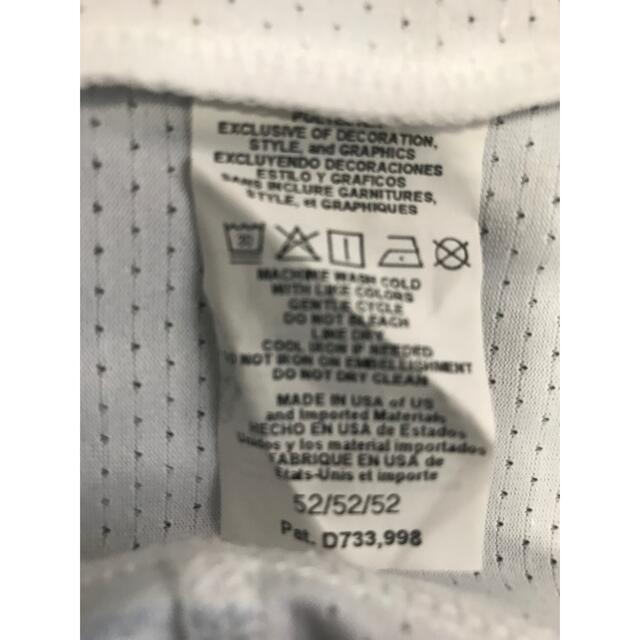 EXCLUSIVE OF DECORATION,
STYLE, and GRAPHICS
EXCLUYENDO DECORACIONES
ESTILO Y GRAFICOS
SANS INCLURE GARNITURES,
STYLE, et GRAPHIQUES
MACHINE WASH COLD
WITH LIKE COLORS
GENTLE CYCLE
DO NOT BLEACH
LINE DRY
COOL IRON IF NEEDED
DO NOT IRON ON EMBELLISHMENT
DO NOT DRY CLEAN
MADE IN USA of US
and Imported Materials
HECHO EN USA de Estados
Unidos y los material importados
FABRIQUE EN USA de
Etats-Unis et importe
52/52/52
Pat. D733,998